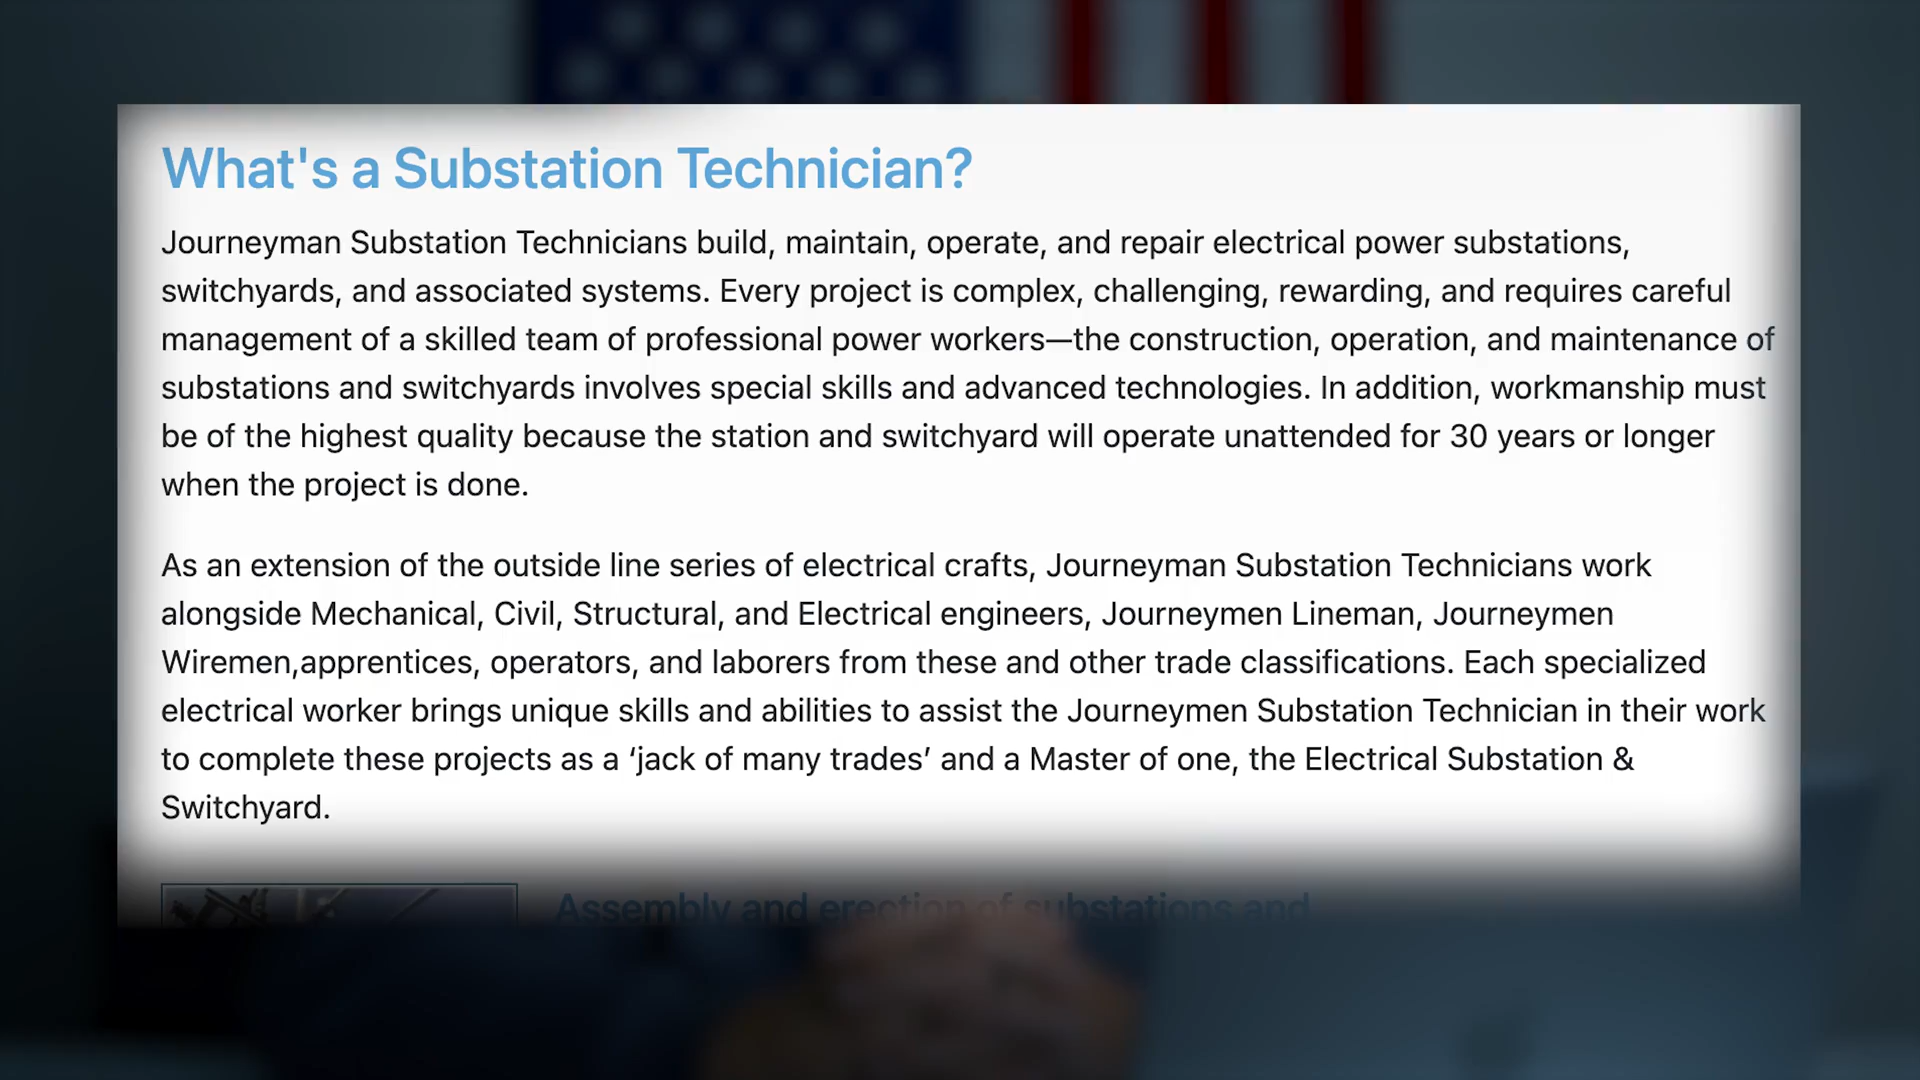 What's a Substation Technician?
Journeyman Substation Technicians build, maintain, operate, and repair electrical power substations,
switchyards, and associated systems. Every project is complex, challenging, rewarding, and requires careful
management of a skilled team of professional power workers—the construction, operation, and maintenance of
substations and switchyards involves special skills and advanced technologies. In addition, workmanship must
be of the highest quality because the station and switchyard will operate unattended for 30 years or longer
when the project is done.
As an extension of the outside line series of electrical crafts, Journeyman Substation Technicians work
alongside Mechanical, Civil, Structural, and Electrical engineers, Journeymen Lineman, Journeymen
Wiremen,apprentices, operators, and laborers from these and other trade classifications. Each specialized
electrical worker brings unique skills and abilities to assist the Journeymen Substation Technician in their work
to complete these projects as a ‘jack of many trades’ and a Master of one, the Electrical Substation &
Switchyard.
Assembly and erection of substations and